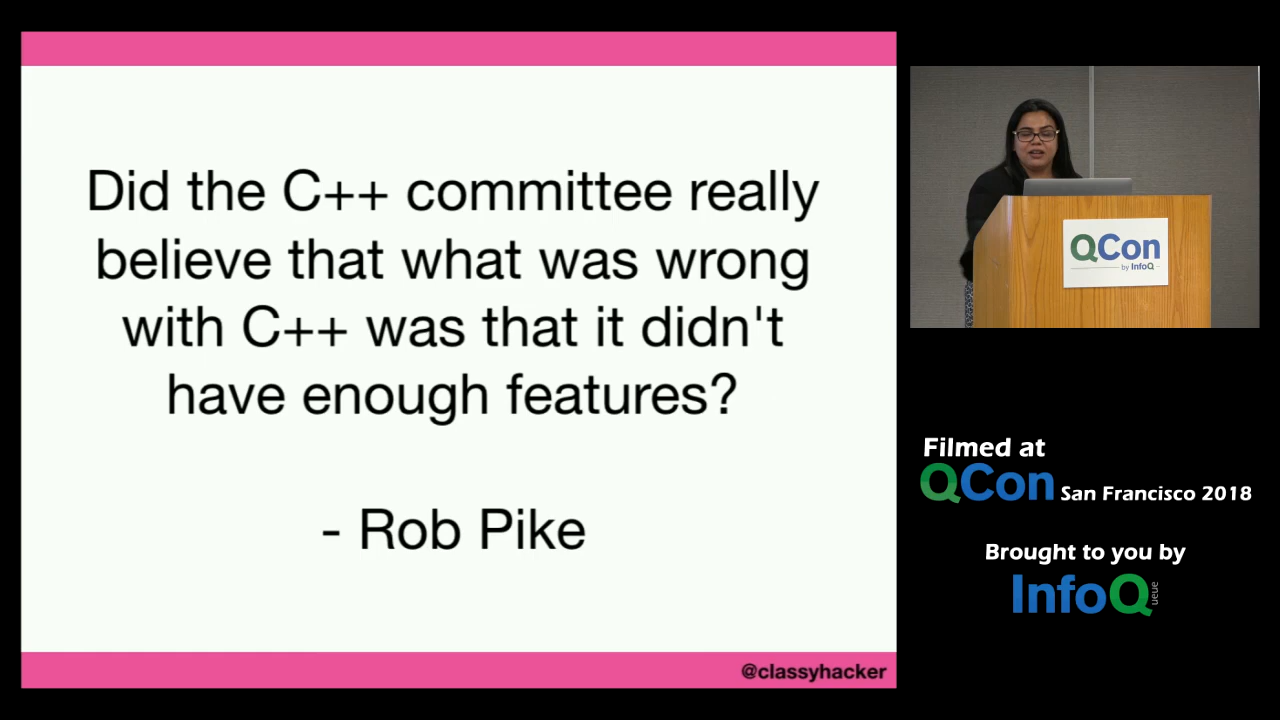 Did the C++ committee really
believe that what was wrong
with C++ was that it didn't
have enough features?
- Rob Pike
@classyhacker
QCon
by InfoQ
Filmed at
QCon San Francisco 2018
Brought to you by
InfoQueue